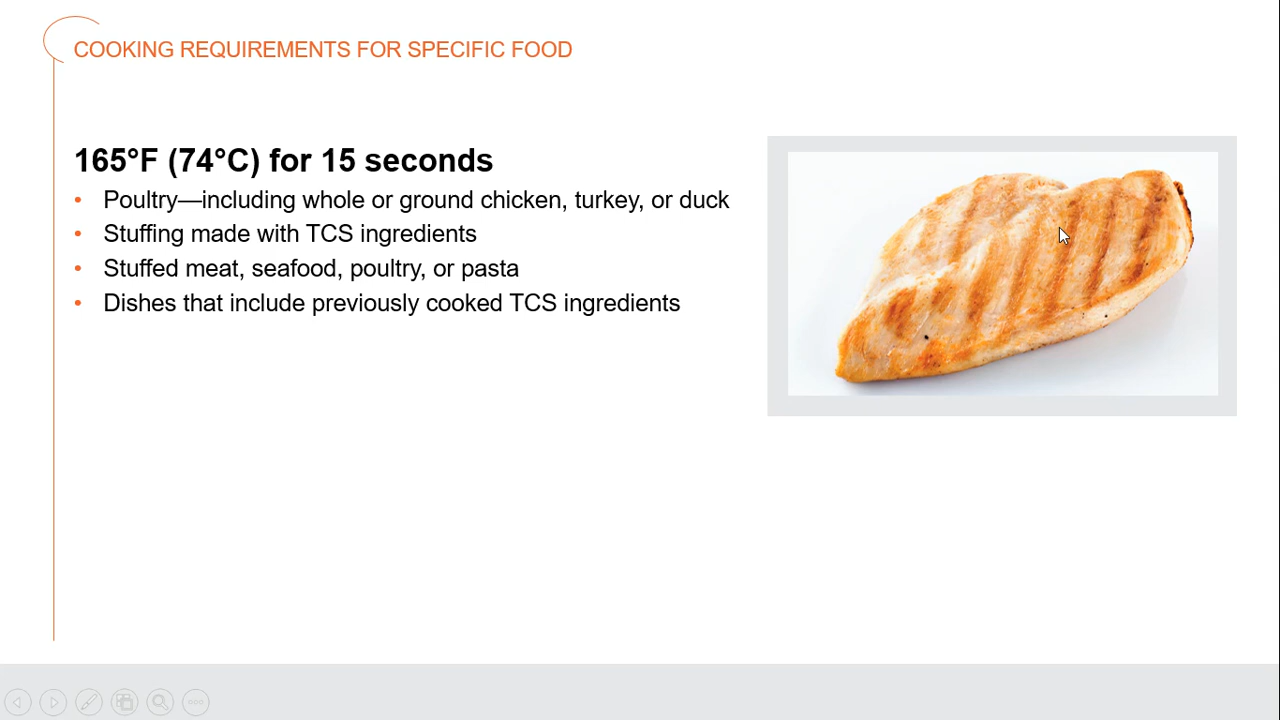 COOKING REQUIREMENTS FOR SPECIFIC FOOD
165°F (74°C) for 15 seconds
• Poultry—including whole or ground chicken, turkey, or duck
• Stuffing made with TCS ingredients
• Stuffed meat, seafood, poultry, or pasta
• Dishes that include previously cooked TCS ingredients